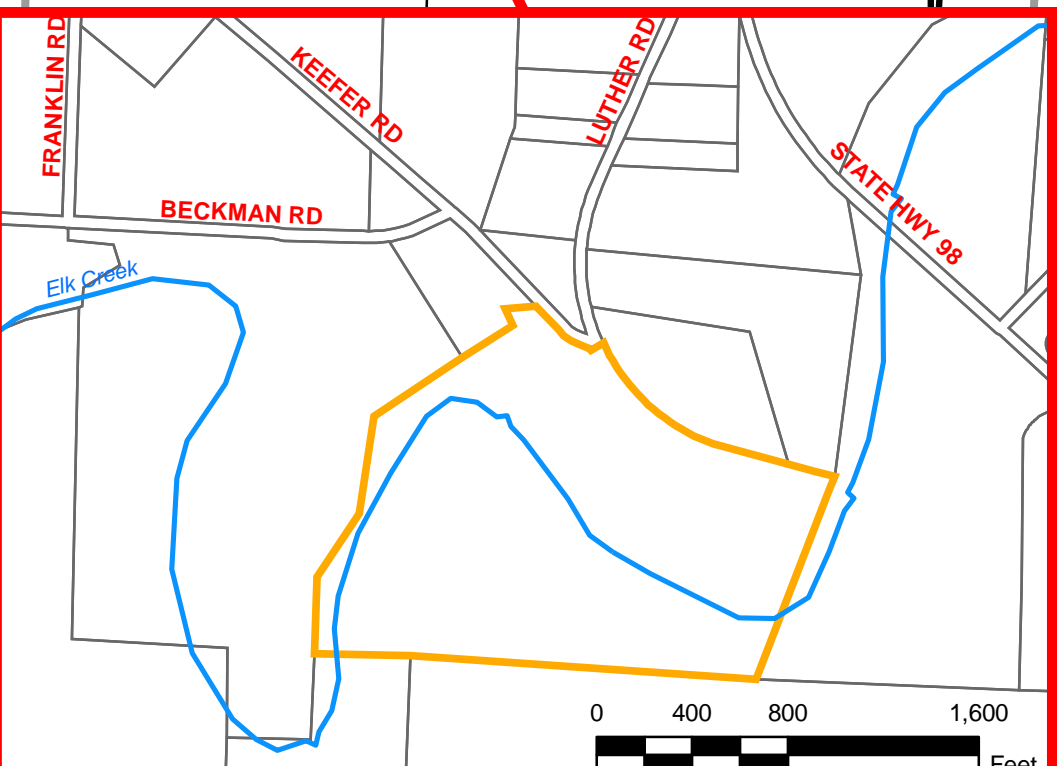 FRANKLIN RD
KEEFER RD
LUTHER RD
STATE HWY 98
BECKMAN RD
Elk Creek
0 400 800 1,600
Feet